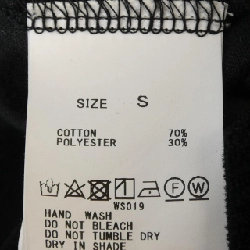 SIZE S
COTTON 70%
POLYESTER 30%
F W
WS019
HAND WASH
DO NOT BLEACH
DO NOT TUMBLE DRY
DRY IN SHADE